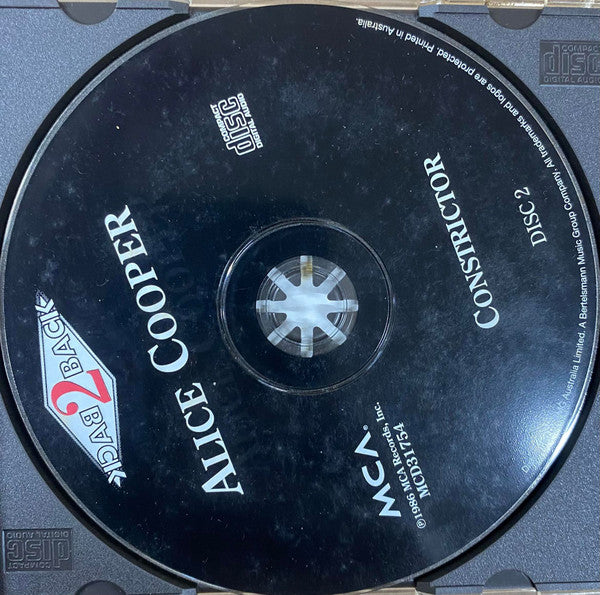 BACK 2 BACK
ALICE COOPER
COMPACT
disc
DIGITAL AUDIO
MCA®
℗1986 MCA Records, Inc.
MCD31754
CONSTRICTOR
DISC 2
Australia Limited. A Bertelsmann Music Group Company. All trademarks and logos are protected. Printed in Australia.
COMPACT
disc
DIGITAL AUDIO
COMPACT
disc
DIGITAL AUDIO